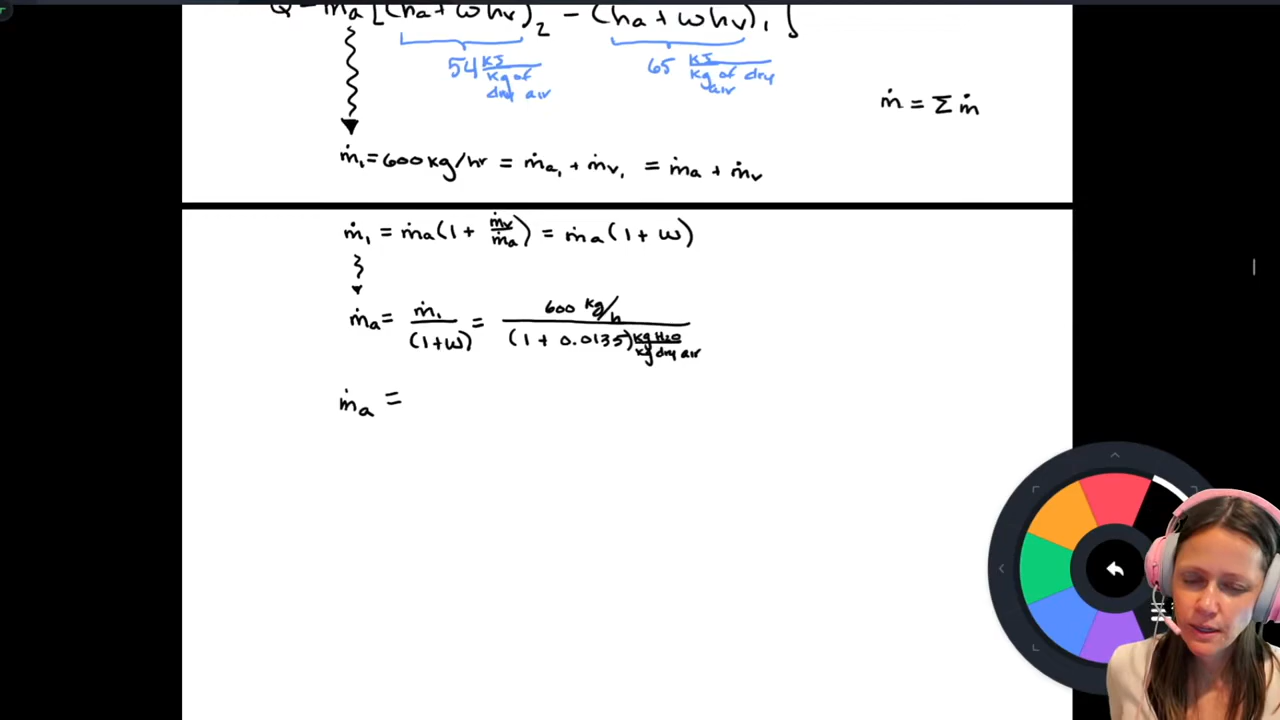 Q̇ = ṁa [(ha + ωhv)2 − (ha + ωhv)1]
54 KJ/Kg of dry air
65 KJ/Kg of dry air
ṁ = Σṁ
ṁ1 = 600 kg/hr = ṁa1 + ṁv1 = ṁa + ṁv
ṁ1 = ṁa(1 + ṁv/ṁa) = ṁa(1 + ω)
ṁa = ṁ1/(1+ω) = 600 kg/h / (1 + 0.0135) kg H2O/kg dry air
ṁa =